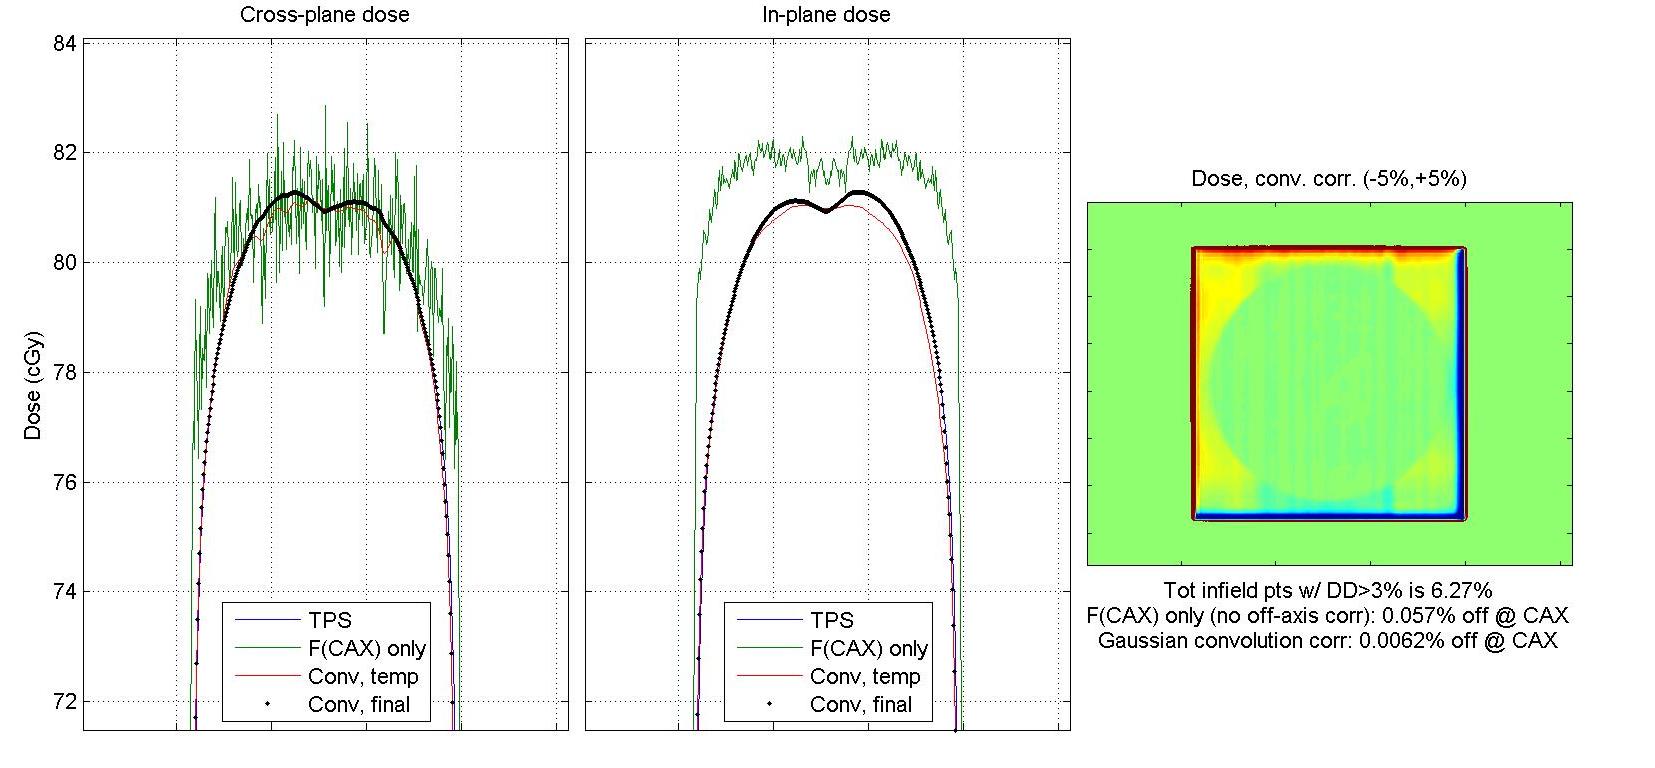 Cross-plane dose
In-plane dose
84
82
80
78
76
74
72
Dose (cGy)
TPS
F(CAX) only
Conv, temp
Conv, final
TPS
F(CAX) only
Conv, temp
Conv, final
Dose, conv. corr. (-5%,+5%)
Tot infield pts w/ DD>3% is 6.27%
F(CAX) only (no off-axis corr): 0.057% off @ CAX
Gaussian convolution corr: 0.0062% off @ CAX